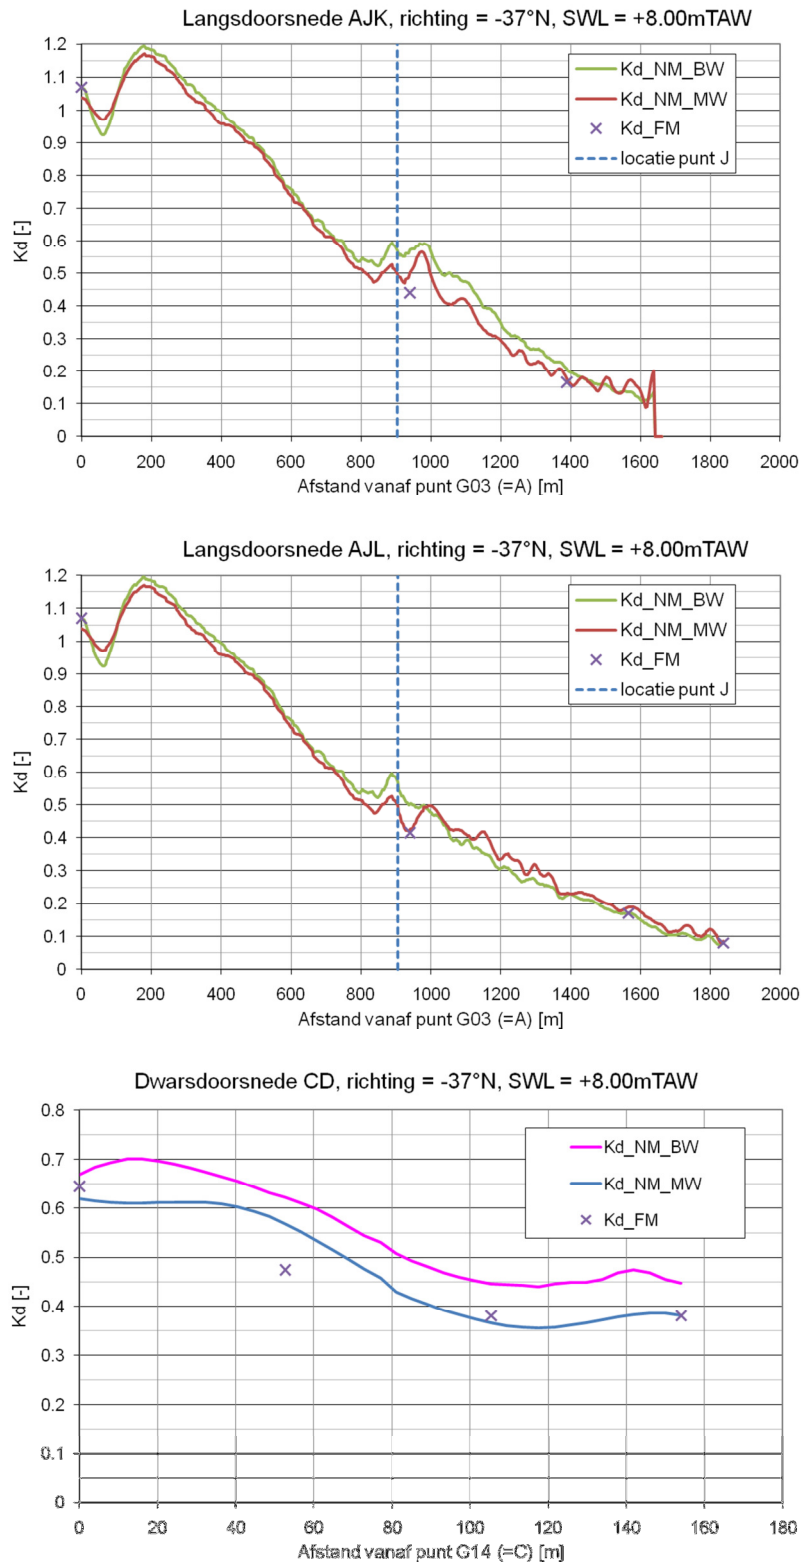 Langsdoorsnede AJK, richting = -37°N, SWL = +8.00mTAW
1.2
1.1
1
0.9
0.8
0.7
0.6
0.5
0.4
0.3
0.2
0.1
0
Kd [-]
Kd_NM_BW
Kd_NM_MW
Kd_FM
locatie punt J
0 200 400 600 800 1000 1200 1400 1600 1800 2000
Afstand vanaf punt G03 (=A) [m]
Langsdoorsnede AJL, richting = -37°N, SWL = +8.00mTAW
1.2
1.1
1
0.9
0.8
0.7
0.6
0.5
0.4
0.3
0.2
0.1
0
Kd [-]
Kd_NM_BW
Kd_NM_MW
Kd_FM
locatie punt J
0 200 400 600 800 1000 1200 1400 1600 1800 2000
Afstand vanaf punt G03 (=A) [m]
Dwarsdoorsnede CD, richting = -37°N, SWL = +8.00mTAW
0.8
0.7
0.6
0.5
0.4
0.3
0.2
0.1
0
Kd [-]
Kd_NM_BW
Kd_NM_MW
Kd_FM
0 20 40 60 80 100 120 140 160 180
Afstand vanaf punt G14 (=C) [m]